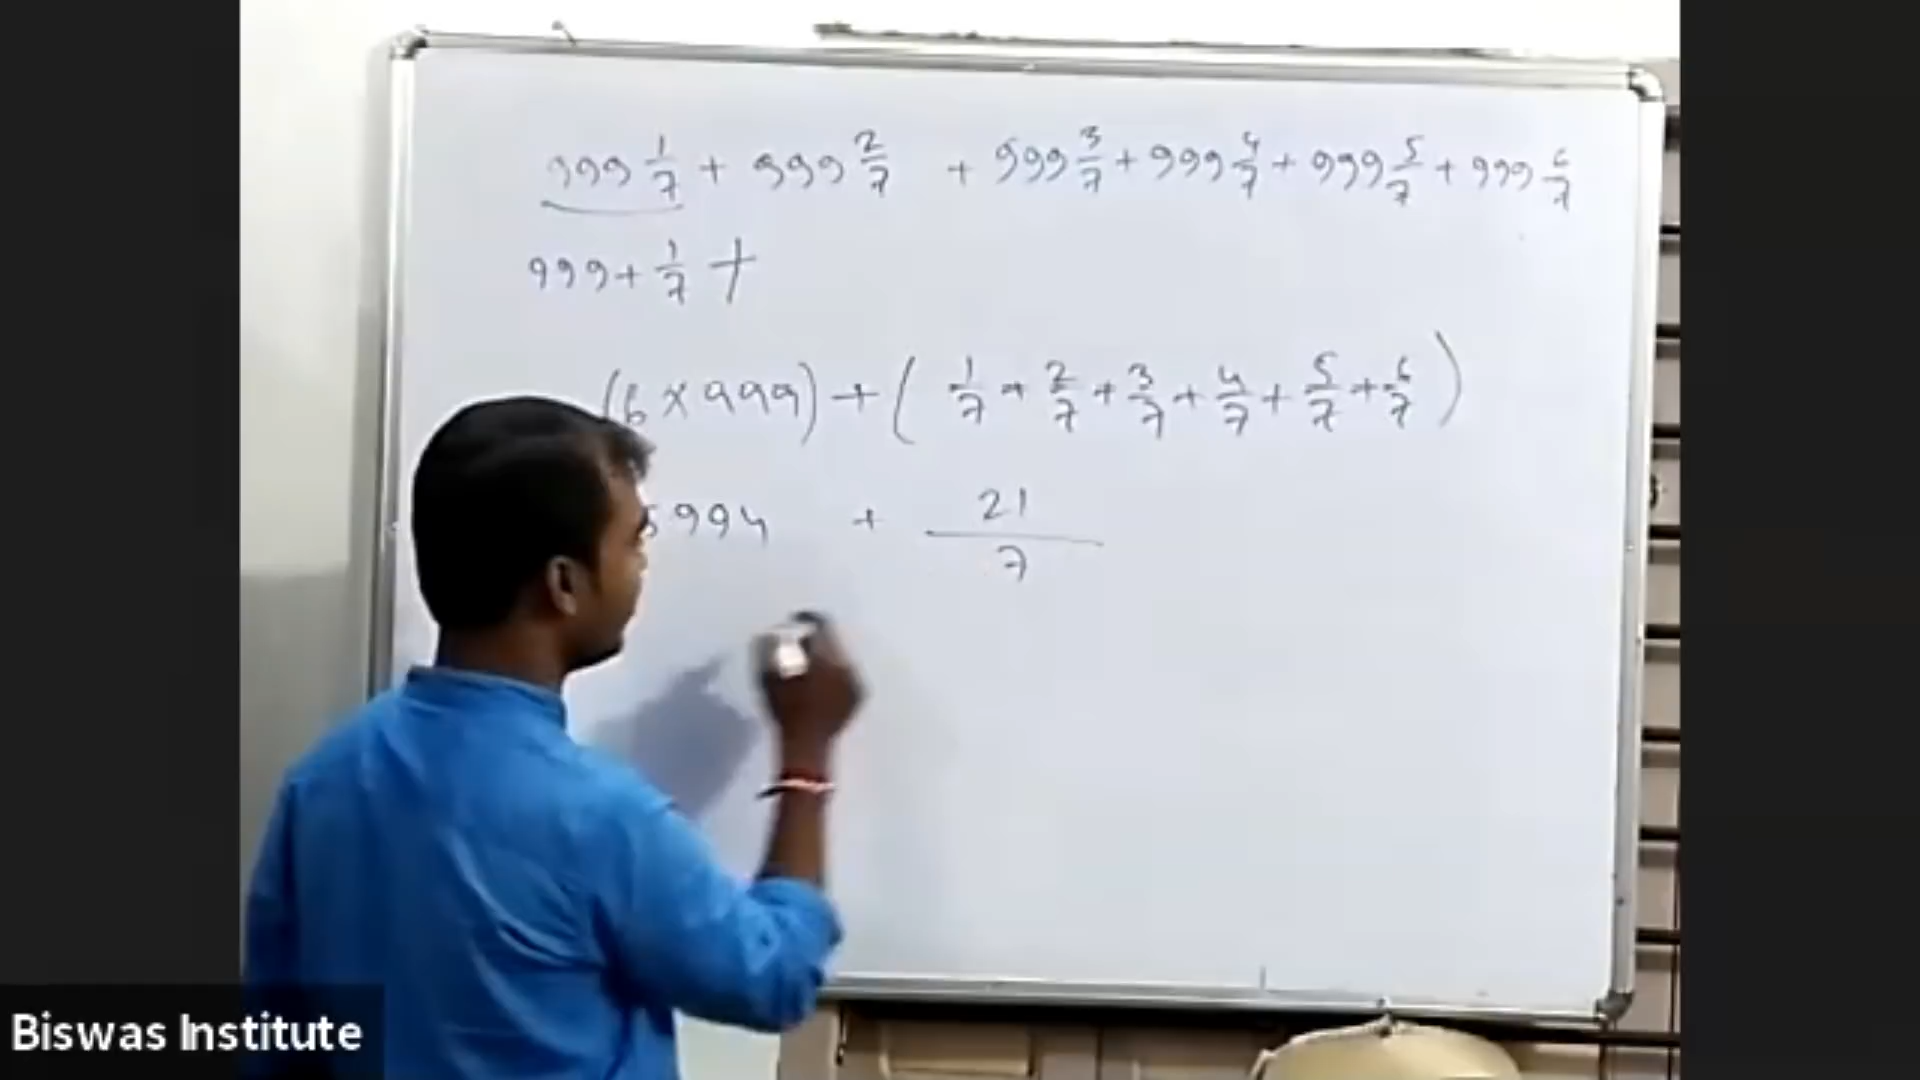 999 1/7 + 999 2/7 + 999 3/7 + 999 4/7 + 999 5/7 + 999 6/7
999 + 1/7 +
(6 × 999) + ( 1/7 + 2/7 + 3/7 + 4/7 + 5/7 + 6/7 )
5994 + 21/7
Biswas Institute